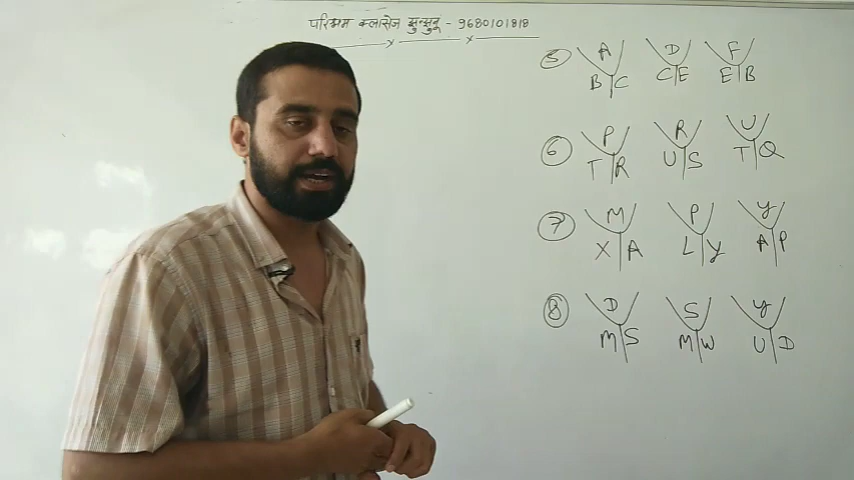 परिश्रम क्लासेज झुन्झुनूं - 9680101818
5 A B C D C E F E B
6 P T R R U S U T Q
7 M X A P L Y Y A P
8 D M S S M W Y U D